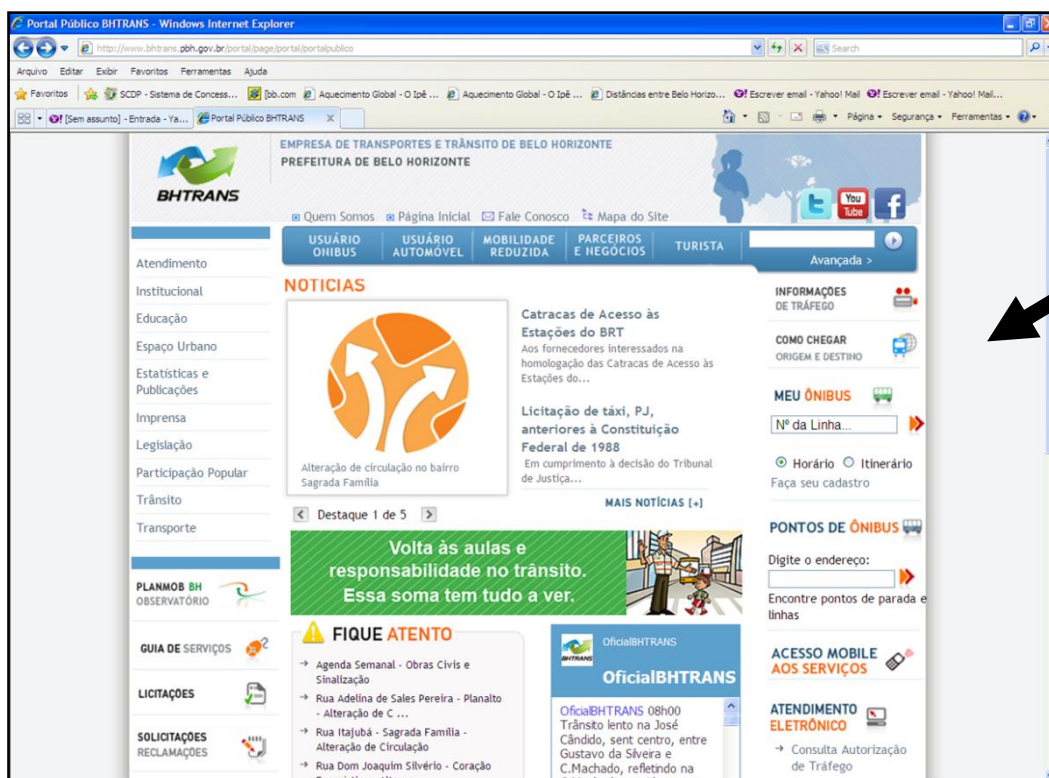 Portal Público BHTRANS - Windows Internet Explorer
http://www.bhtrans.pbh.gov.br/portal/page/portal/portalpublico
Search
Arquivo Editar Exibir Favoritos Ferramentas Ajuda
Favoritos SCDP - Sistema de Concess... [bb.com Aquecimento Global - O Ipê ... Aquecimento Global - O Ipê ... Distâncias entre Belo Horizo... Escrever email - Yahoo! Mail Escrever email - Yahoo! Mail...
[Sem assunto] - Entrada - Ya... Portal Público BHTRANS X Página Segurança Ferramentas
BHTRANS
EMPRESA DE TRANSPORTES E TRÂNSITO DE BELO HORIZONTE
PREFEITURA DE BELO HORIZONTE
You
Tube
Quem Somos Página Inicial Fale Conosco Mapa do Site
USUÁRIO ONIBUS
USUÁRIO AUTOMÓVEL
MOBILIDADE REDUZIDA
PARCEIROS E NEGÓCIOS
TURISTA
Avançada >
Atendimento
Institucional
Educação
Espaço Urbano
Estatísticas e
Publicações
Imprensa
Legislação
Participação Popular
Trânsito
Transporte
PLANMOB BH
OBSERVATÓRIO
GUIA DE SERVIÇOS
LICITAÇÕES
SOLICITAÇÕES
RECLAMAÇÕES
NOTICIAS
Alteração de circulação no bairro
Sagrada Família
Destaque 1 de 5
Catracas de Acesso às
Estações do BRT
Aos fornecedores interessados na
homologação das Catracas de Acesso às
Estações do...
Licitação de táxi, PJ,
anteriores à Constituição
Federal de 1988
Em cumprimento à decisão do Tribunal
de Justiça...
MAIS NOTÍCIAS [+]
Volta às aulas e
responsabilidade no trânsito.
Essa soma tem tudo a ver.
FIQUE ATENTO
Agenda Semanal - Obras Civis e
Sinalização
Rua Adelina de Sales Pereira - Planalto
- Alteração de C ...
Rua Itajubá - Sagrada Família -
Alteração de Circulação
Rua Dom Joaquim Silvério - Coração
BHTRANS
OficialBHTRANS
OficialBHTRANS
OficialBHTRANS 08h00
Trânsito lento na José
Cândido, sent centro, entre
Gustavo da Silveira e
C.Machado, refletindo na
INFORMAÇÕES
DE TRÁFEGO
COMO CHEGAR
ORIGEM E DESTINO
MEU ÔNIBUS
Nº da Linha...
Horário Itinerário
Faça seu cadastro
PONTOS DE ÔNIBUS
Digite o endereço:
Encontre pontos de parada e
linhas
ACESSO MOBILE
AOS SERVIÇOS
ATENDIMENTO
ELETRÔNICO
Consulta Autorização
de Tráfego